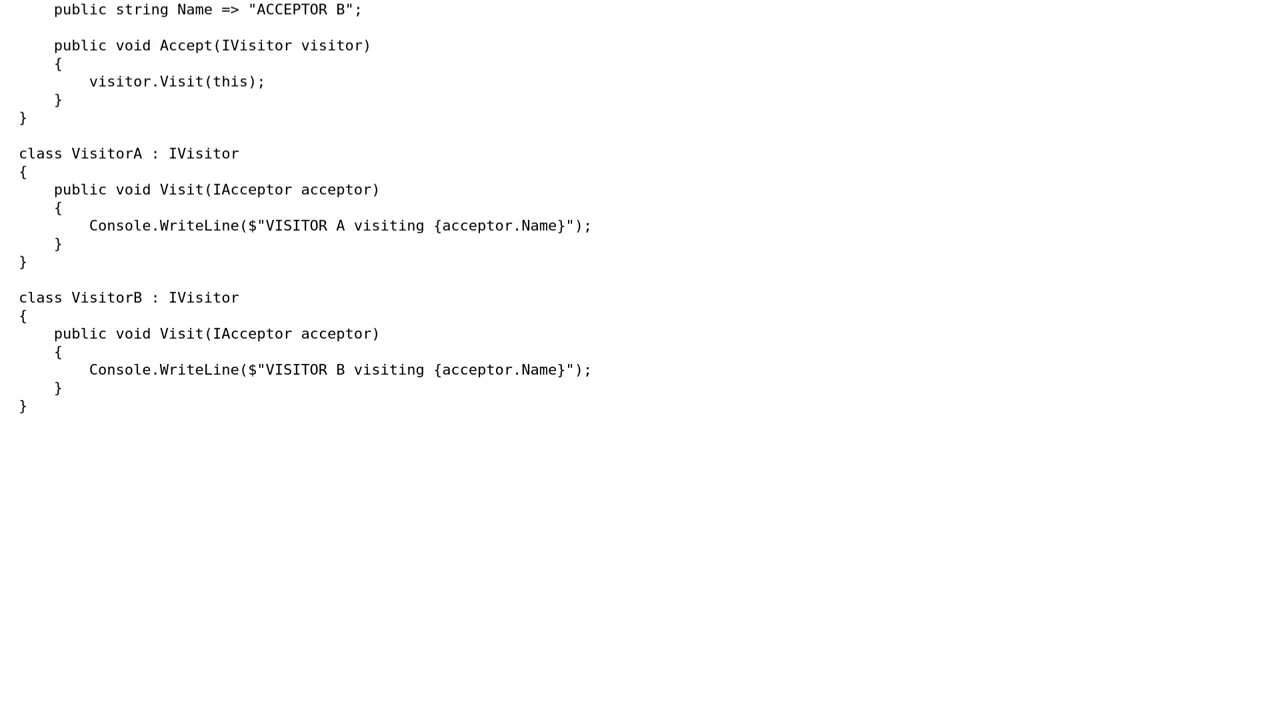 public string Name => "ACCEPTOR B";

    public void Accept(IVisitor visitor)
    {
        visitor.Visit(this);
    }
}

class VisitorA : IVisitor
{
    public void Visit(IAcceptor acceptor)
    {
        Console.WriteLine($"VISITOR A visiting {acceptor.Name}");
    }
}

class VisitorB : IVisitor
{
    public void Visit(IAcceptor acceptor)
    {
        Console.WriteLine($"VISITOR B visiting {acceptor.Name}");
    }
}